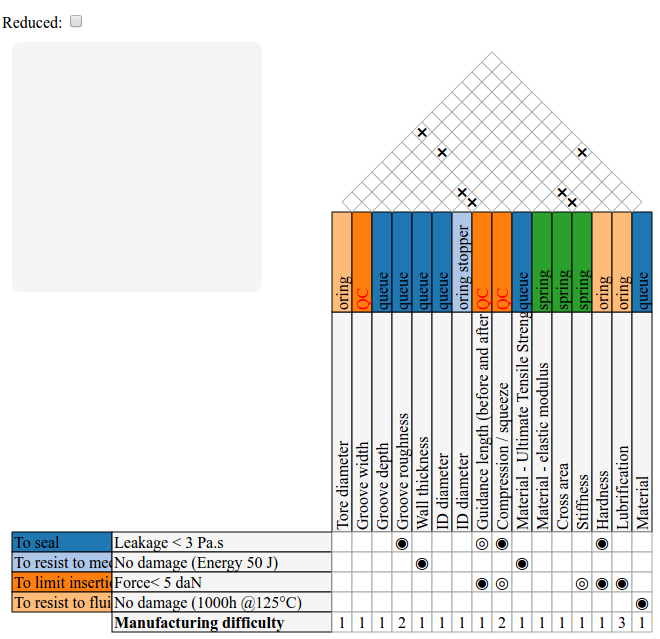 Reduced:
oring
QC
queue
queue
queue
queue
oring stopper
QC
QC
queue
spring
spring
spring
oring
oring
queue
Tore diameter
Groove width
Groove depth
Groove roughness
Wall thickness
ID diameter
ID diameter
Guidance length (before and after
Compression / squeeze
Material - Ultimate Tensile Streng
Material - elastic modulus
Cross area
Stiffness
Hardness
Lubrification
Material
To seal Leakage < 3 Pa.s
To resist to mec No damage (Energy 50 J)
To limit inserti Force< 5 daN
To resist to flui No damage (1000h @125°C)
Manufacturing difficulty 1 1 1 2 1 1 1 1 2 1 1 1 1 1 3 1